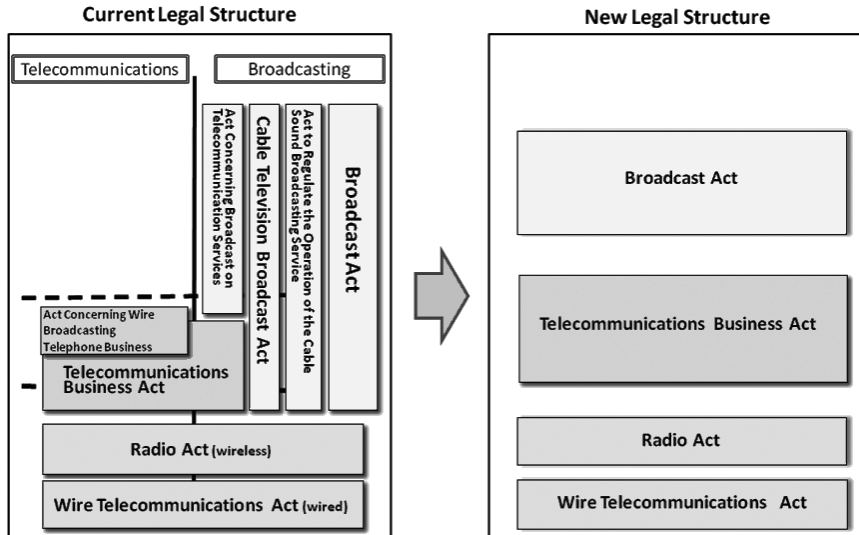 Current Legal Structure
Telecommunications
Broadcasting
Act Concerning Broadcast on
Telecommunication Services
Cable Television Broadcast Act
Act to Regulate the Operation of the Cable
Sound Broadcasting Service
Broadcast Act
Act Concerning Wire
Broadcasting
Telephone Business
Telecommunications
Business Act
Radio Act (wireless)
Wire Telecommunications Act (wired)
New Legal Structure
Broadcast Act
Telecommunications Business Act
Radio Act
Wire Telecommunications Act